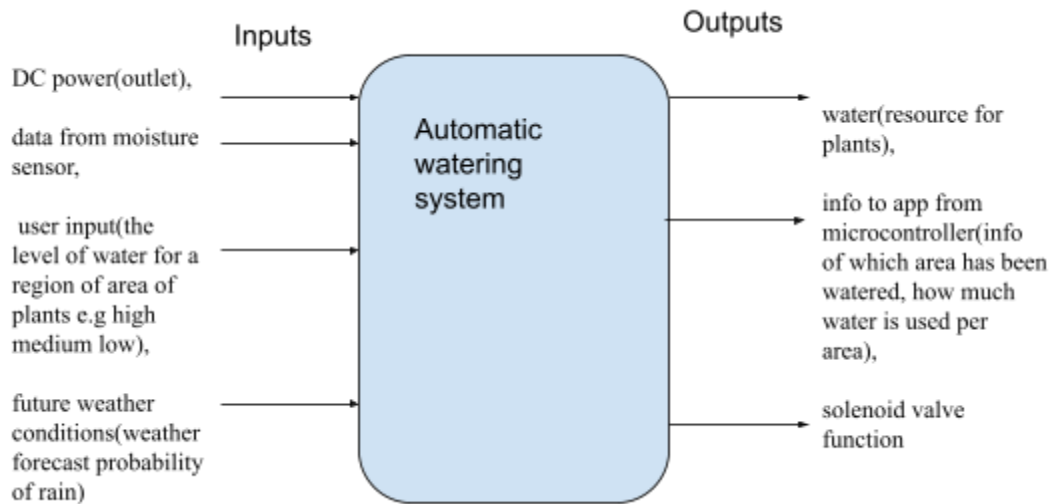 Inputs
Outputs
DC power(outlet),
data from moisture
sensor,
user input(the
level of water for a
region of area of
plants e.g high
medium low),
future weather
conditions(weather
forecast probability
of rain)
Automatic
watering
system
water(resource for
plants),
info to app from
microcontroller(info
of which area has been
watered, how much
water is used per
area),
solenoid valve
function